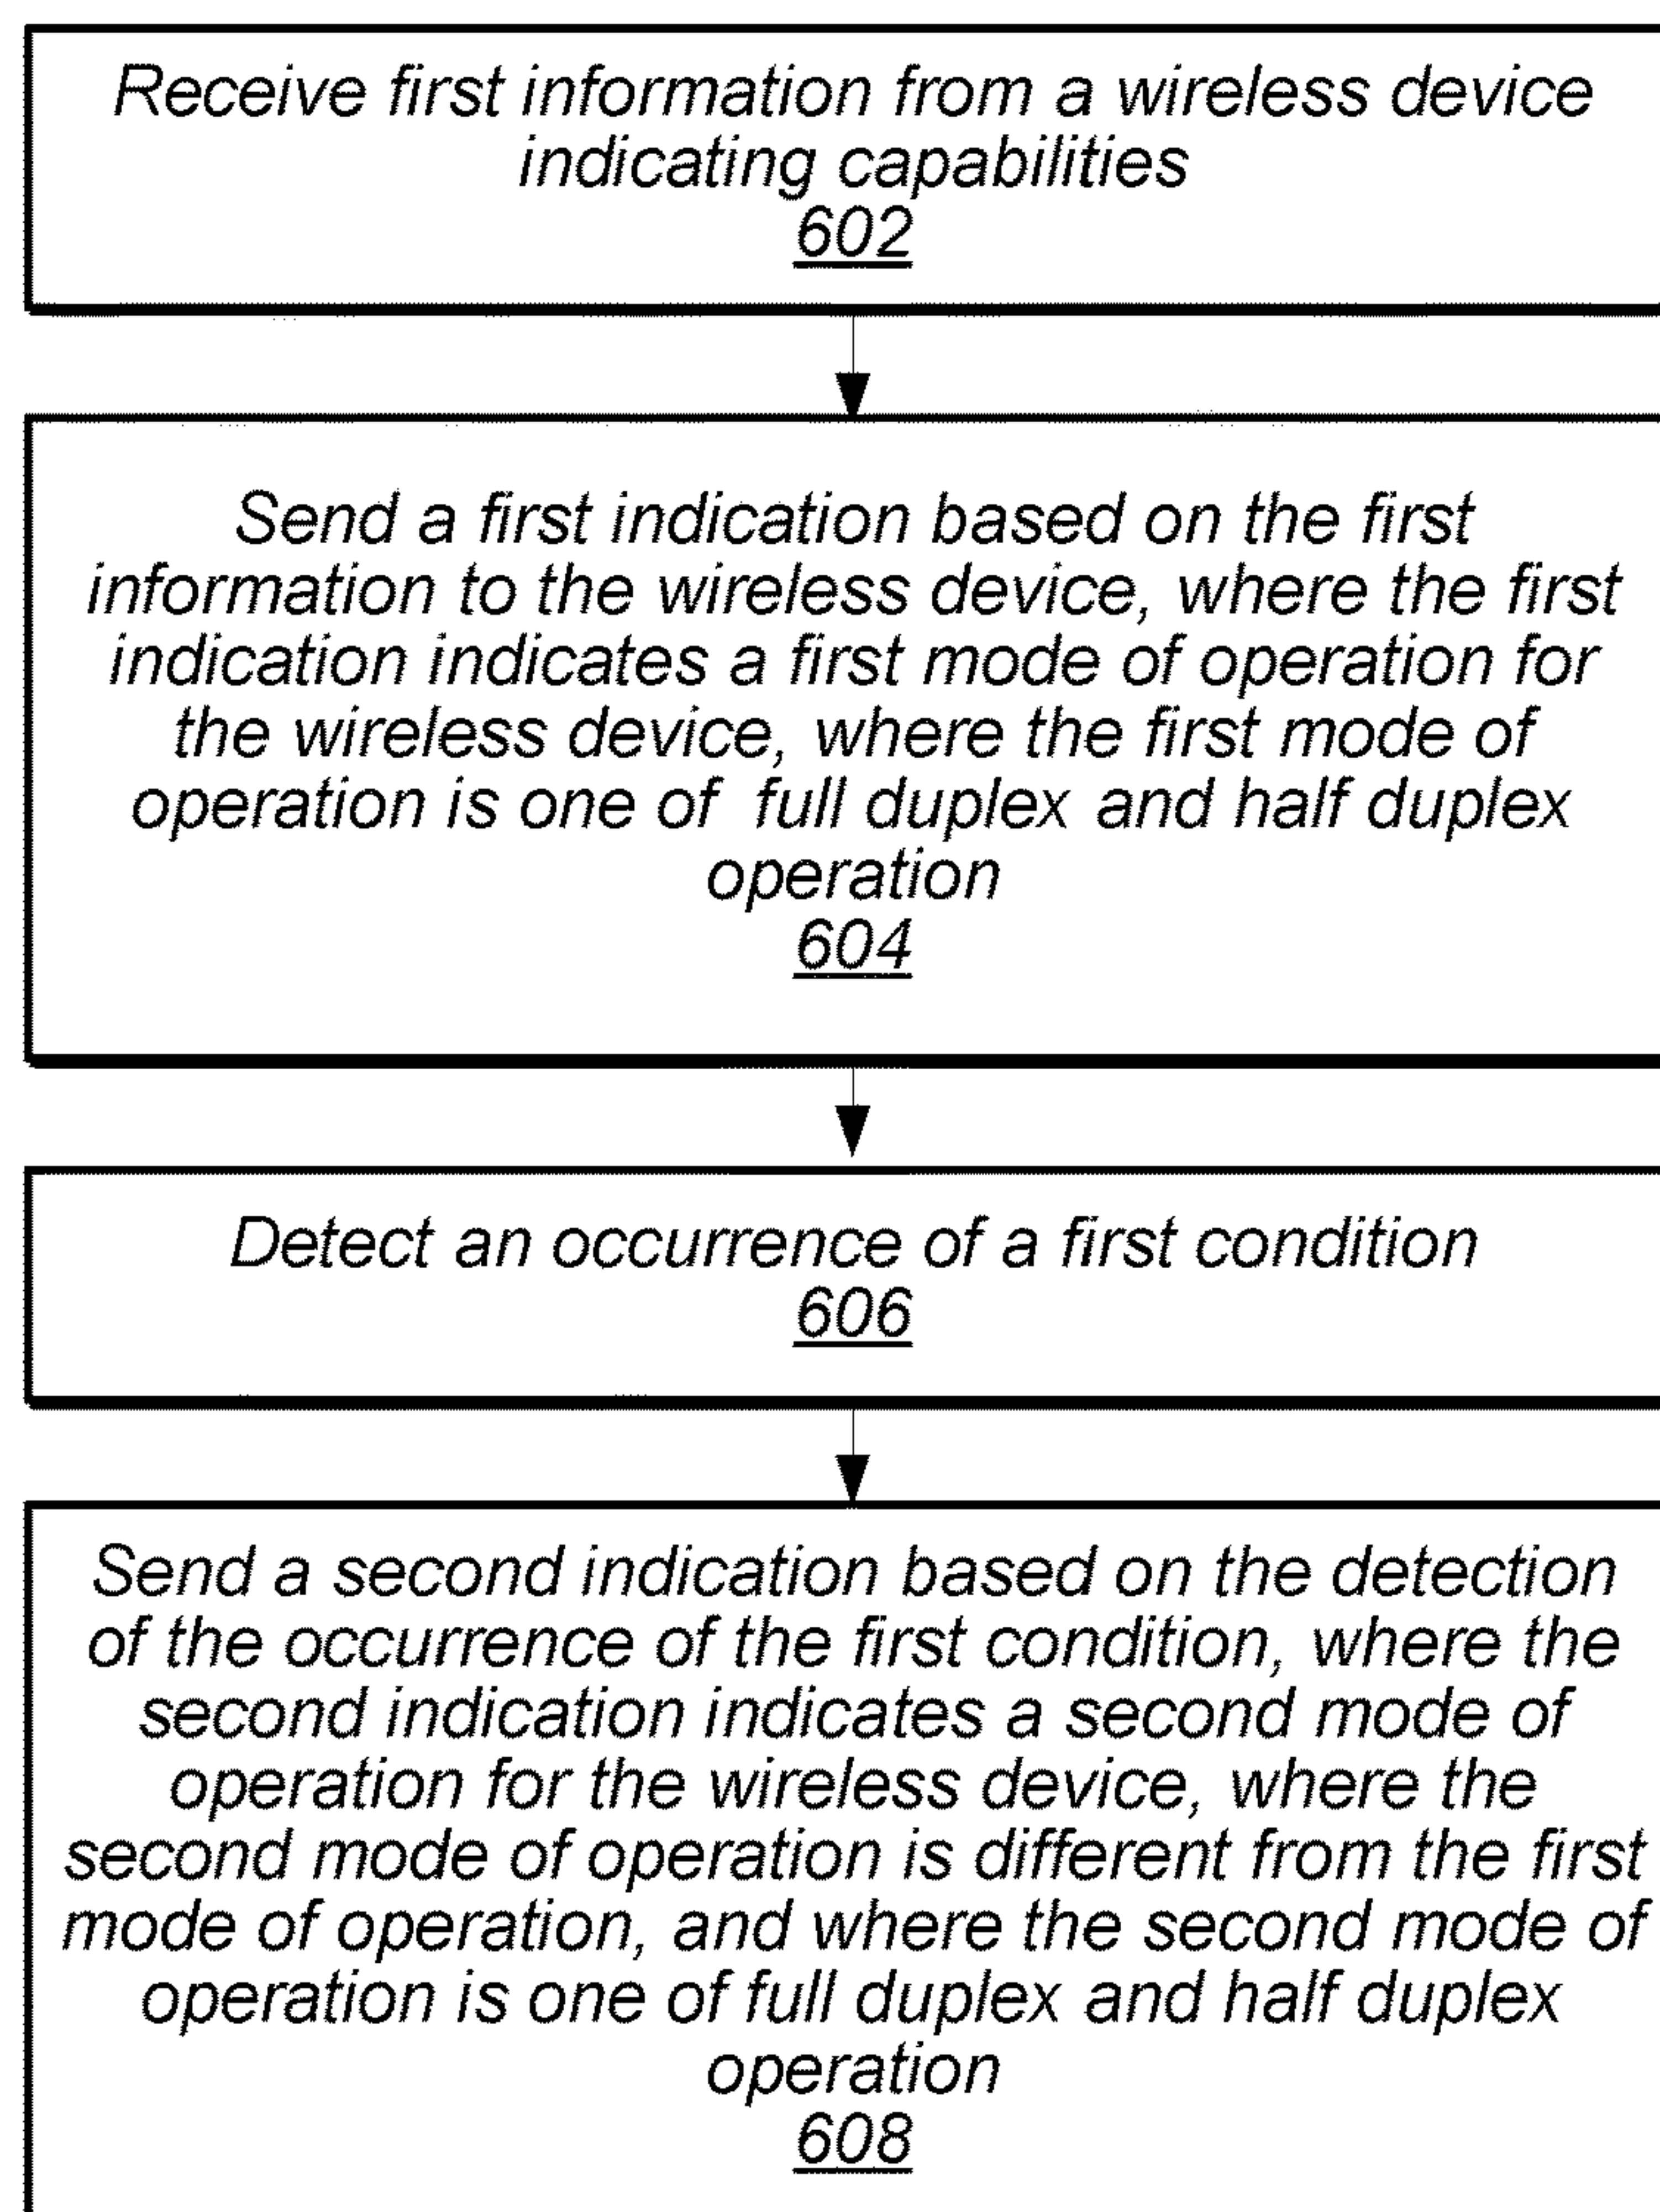 Receive first information from a wireless device
indicating capabilities
602
Send a first indication based on the first
information to the wireless device, where the first
indication indicates a first mode of operation for
the wireless device, where the first mode of
operation is one of full duplex and half duplex
operation
604
Detect an occurrence of a first condition
606
Send a second indication based on the detection
of the occurrence of the first condition, where the
second indication indicates a second mode of
operation for the wireless device, where the
second mode of operation is different from the first
mode of operation, and where the second mode of
operation is one of full duplex and half duplex
operation
608